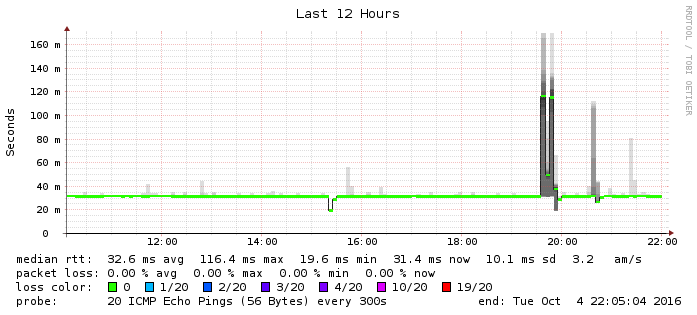 Last 12 Hours
RRDTOOL / TOBI OETIKER
Seconds
160 m
140 m
120 m
100 m
80 m
60 m
40 m
20 m
0
12:00 14:00 16:00 18:00 20:00 22:00
median rtt: 32.6 ms avg 116.4 ms max 19.6 ms min 31.4 ms now 10.1 ms sd 3.2 am/s
packet loss: 0.00 % avg 0.00 % max 0.00 % min 0.00 % now
loss color: 0 1/20 2/20 3/20 4/20 10/20 19/20
probe: 20 ICMP Echo Pings (56 Bytes) every 300s end: Tue Oct 4 22:05:04 2016